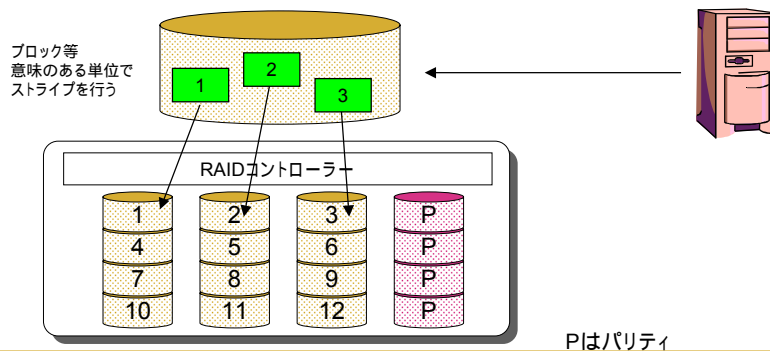 ブロック等
意味のある単位で
ストライプを行う
1
2
3
RAIDコントローラー
1 2 3 P
4 5 6 P
7 8 9 P
10 11 12 P
Pはパリティ